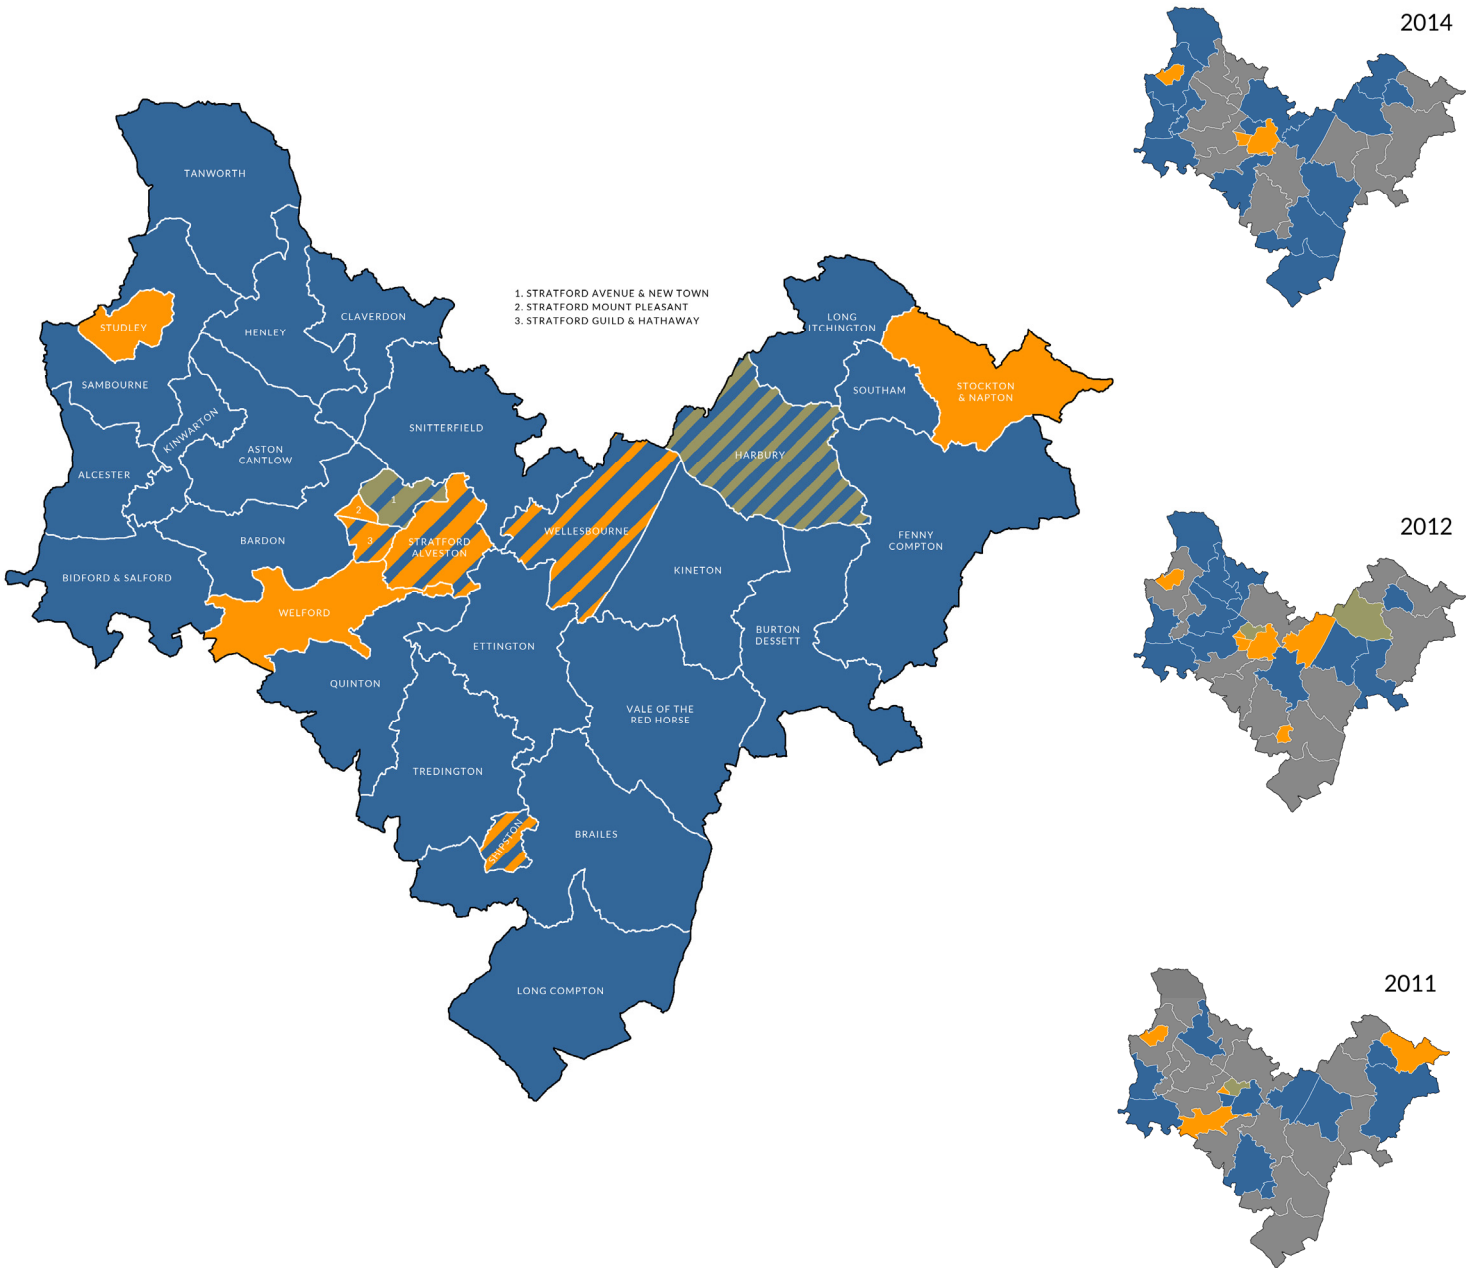 2014
TANWORTH
1. STRATFORD AVENUE & NEW TOWN
2. STRATFORD MOUNT PLEASANT
3. STRATFORD GUILD & HATHAWAY
CLAVERDON
LONG
ITCHINGTON
STUDLEY
HENLEY
SAMBOURNE
SOUTHAM
STOCKTON
& NAPTON
KINWARTON
SNITTERFIELD
ASTON
CANTLOW
HARBURY
ALCESTER
1
2
2012
WELLESBOURNE
BARDON
3
STRATFORD
ALVESTON
FENNY
COMPTON
BIDFORD & SALFORD
KINETON
WELFORD
BURTON
DESSETT
ETTINGTON
QUINTON
VALE OF THE
RED HORSE
TREDINGTON
SHIPSTON
BRAILES
2011
LONG COMPTON